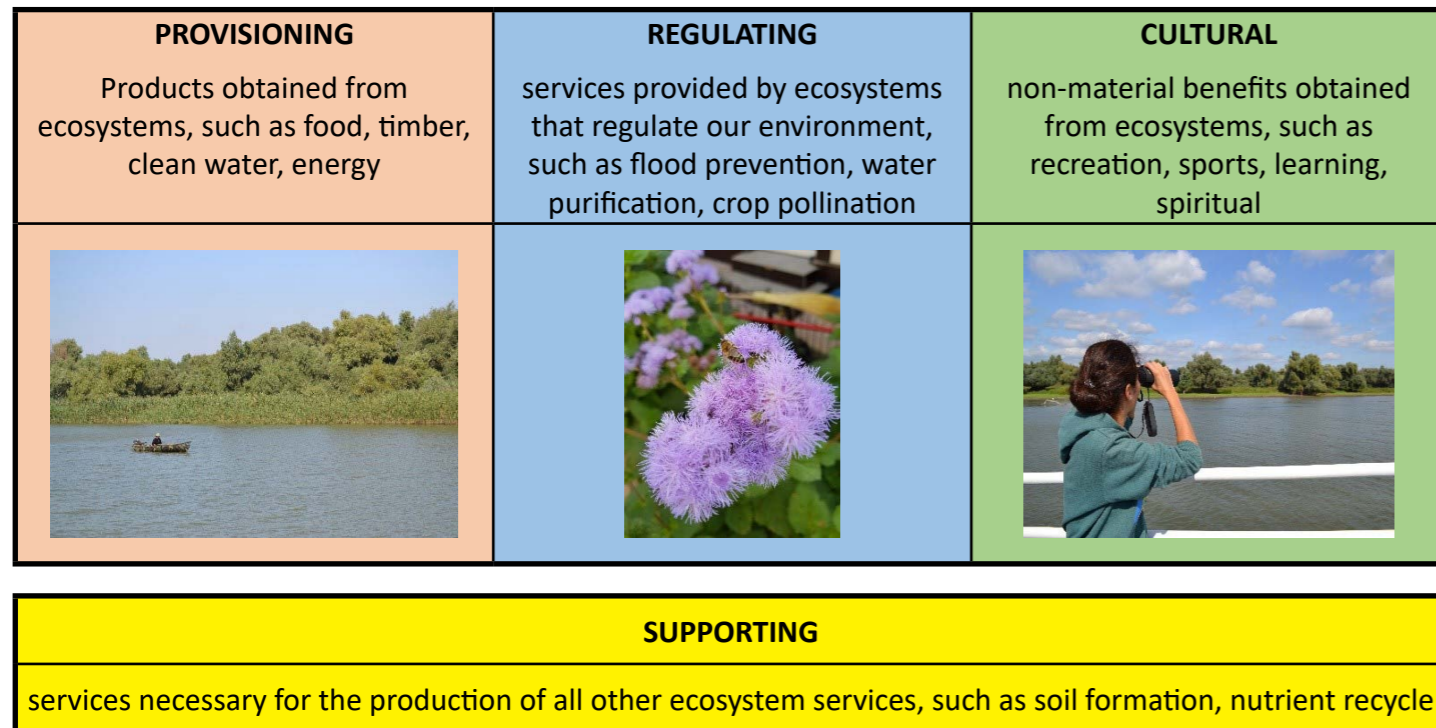 PROVISIONING
Products obtained from
ecosystems, such as food, timber,
clean water, energy
REGULATING
services provided by ecosystems
that regulate our environment,
such as flood prevention, water
purification, crop pollination
CULTURAL
non-material benefits obtained
from ecosystems, such as
recreation, sports, learning,
spiritual
SUPPORTING
services necessary for the production of all other ecosystem services, such as soil formation, nutrient recycle